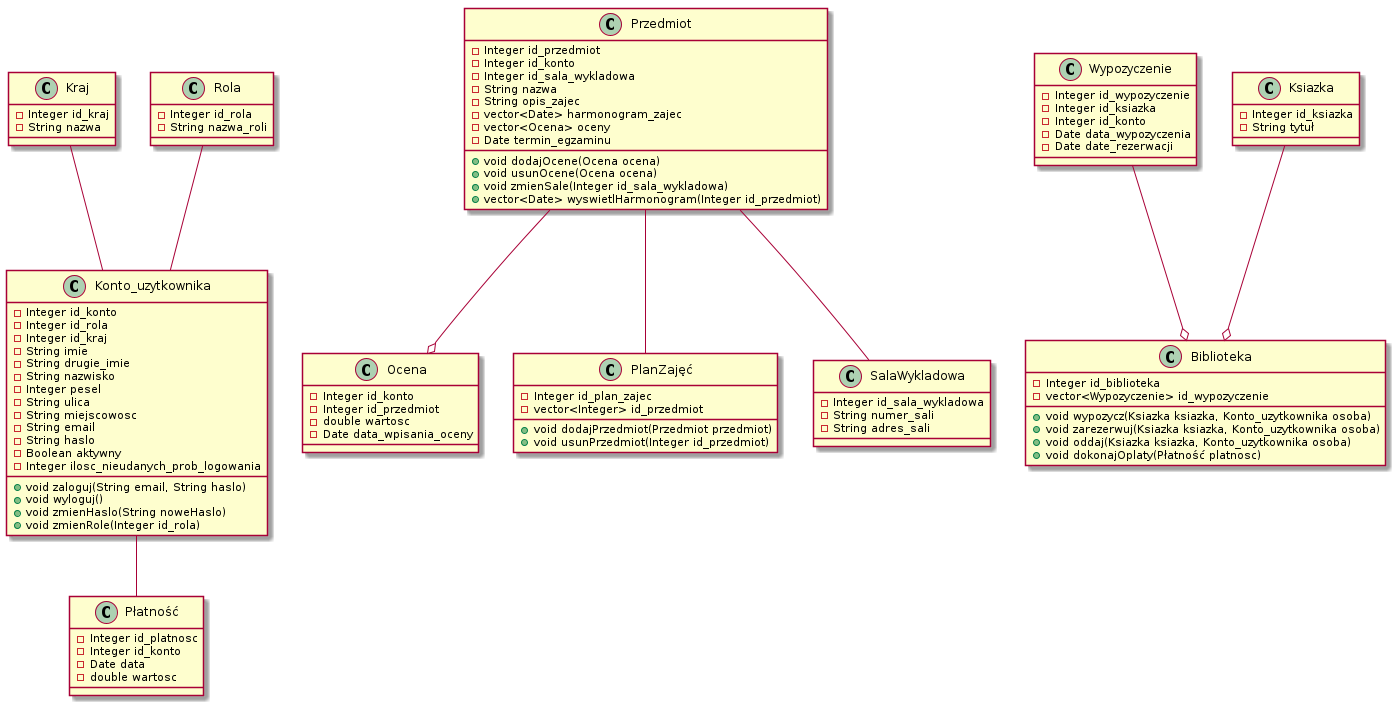 C Kraj
Integer id_kraj
String nazwa
C Rola
Integer id_rola
String nazwa_roli
C Przedmiot
Integer id_przedmiot
Integer id_konto
Integer id_sala_wykladowa
String nazwa
String opis_zajec
vector<Date> harmonogram_zajec
vector<Ocena> oceny
Date termin_egzaminu
void dodajOcene(Ocena ocena)
void usunOcene(Ocena ocena)
void zmienSale(Integer id_sala_wykladowa)
vector<Date> wyswietlHarmonogram(Integer id_przedmiot)
C Wypozyczenie
Integer id_wypozyczenie
Integer id_ksiazka
Integer id_konto
Date data_wypozyczenia
Date date_rezerwacji
C Ksiazka
Integer id_ksiazka
String tytuł
C Konto_uzytkownika
Integer id_konto
Integer id_rola
Integer id_kraj
String imie
String drugie_imie
String nazwisko
Integer pesel
String ulica
String miejscowosc
String email
String haslo
Boolean aktywny
Integer ilosc_nieudanych_prob_logowania
void zaloguj(String email, String haslo)
void wyloguj()
void zmienHaslo(String noweHaslo)
void zmienRole(Integer id_rola)
C Ocena
Integer id_konto
Integer id_przedmiot
double wartosc
Date data_wpisania_oceny
C PlanZajęć
Integer id_plan_zajec
vector<Integer> id_przedmiot
void dodajPrzedmiot(Przedmiot przedmiot)
void usunPrzedmiot(Integer id_przedmiot)
C SalaWykladowa
Integer id_sala_wykladowa
String numer_sali
String adres_sali
C Biblioteka
Integer id_biblioteka
vector<Wypozyczenie> id_wypozyczenie
void wypozycz(Ksiazka ksiazka, Konto_uzytkownika osoba)
void zarezerwuj(Ksiazka ksiazka, Konto_uzytkownika osoba)
void oddaj(Ksiazka ksiazka, Konto_uzytkownika osoba)
void dokonajOplaty(Płatność platnosc)
C Płatność
Integer id_platnosc
Integer id_konto
Date data
double wartosc